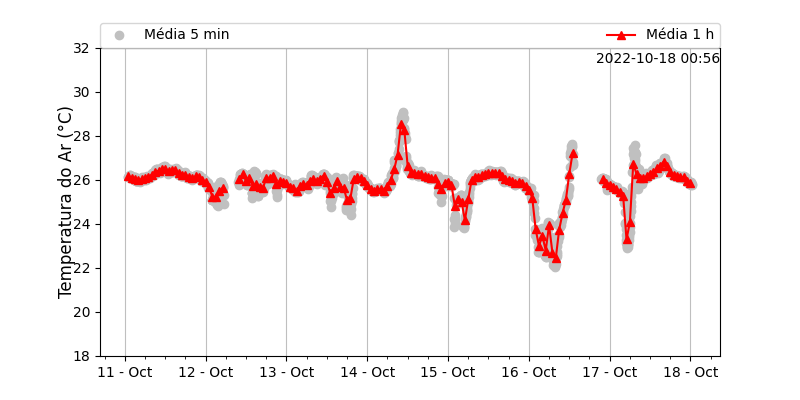 Média 5 min
Média 1 h
2022-10-18 00:56
Temperatura do Ar (°C)
32
30
28
26
24
22
20
18
11 - Oct
12 - Oct
13 - Oct
14 - Oct
15 - Oct
16 - Oct
17 - Oct
18 - Oct